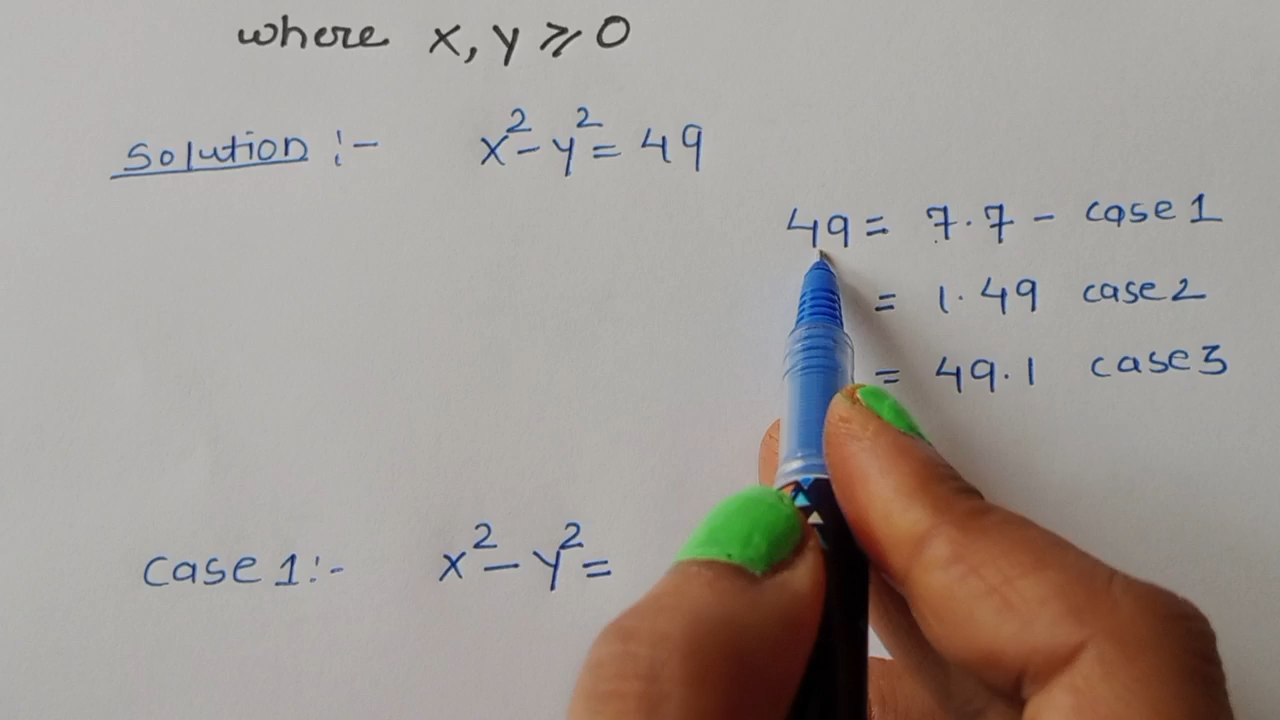 where x, y ⩾ 0
Solution :- x² - y² = 49
49 = 7.7 - case 1
= 1.49 case 2
= 49.1 case 3
Case 1:- x² - y² =